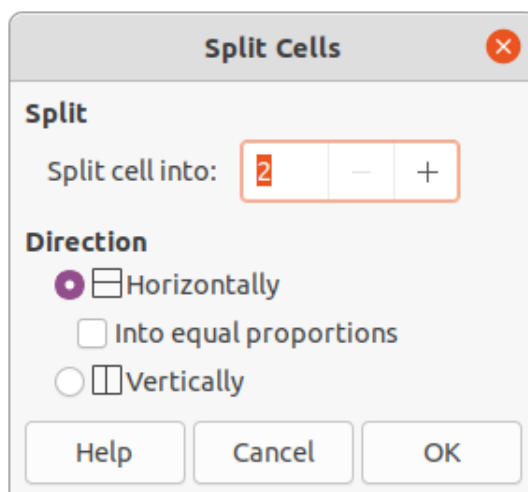 Split Cells
Split
Split cell into: 2 − +
Direction
Horizontally
Into equal proportions
Vertically
Help Cancel OK